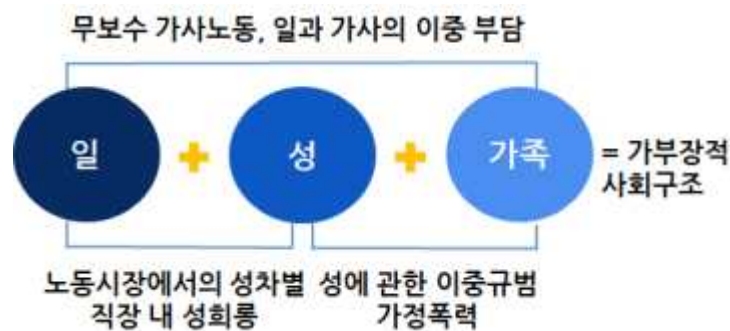 무보수 가사노동, 일과 가사의 이중 부담
일 + 성 + 가족 = 가부장적
사회구조
노동시장에서의 성차별 성에 관한 이중규범
직장 내 성희롱 가정폭력